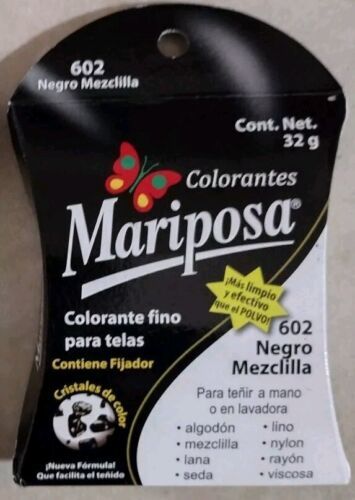 602
Negro Mezclilla
Cont. Net.
32 g
Colorantes
Mariposa®
¡Más limpio
y efectivo
que el POLVO!
Colorante fino
para telas
Contiene Fijador
602
Negro
Mezclilla
Cristales de color
Para teñir a mano
o en lavadora
• algodón
• mezclilla
• lana
• seda
• lino
• nylon
• rayón
• viscosa
¡Nueva Fórmula!
Que facilita el teñido